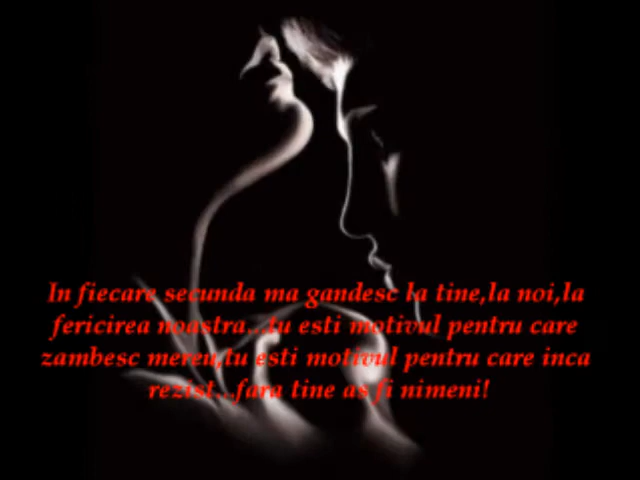 In fiecare secunda ma gandesc la tine,la noi,la
fericirea noastra...tu esti motivul pentru care
zambesc mereu,tu esti motivul pentru care inca
rezist...fara tine as fi nimeni!